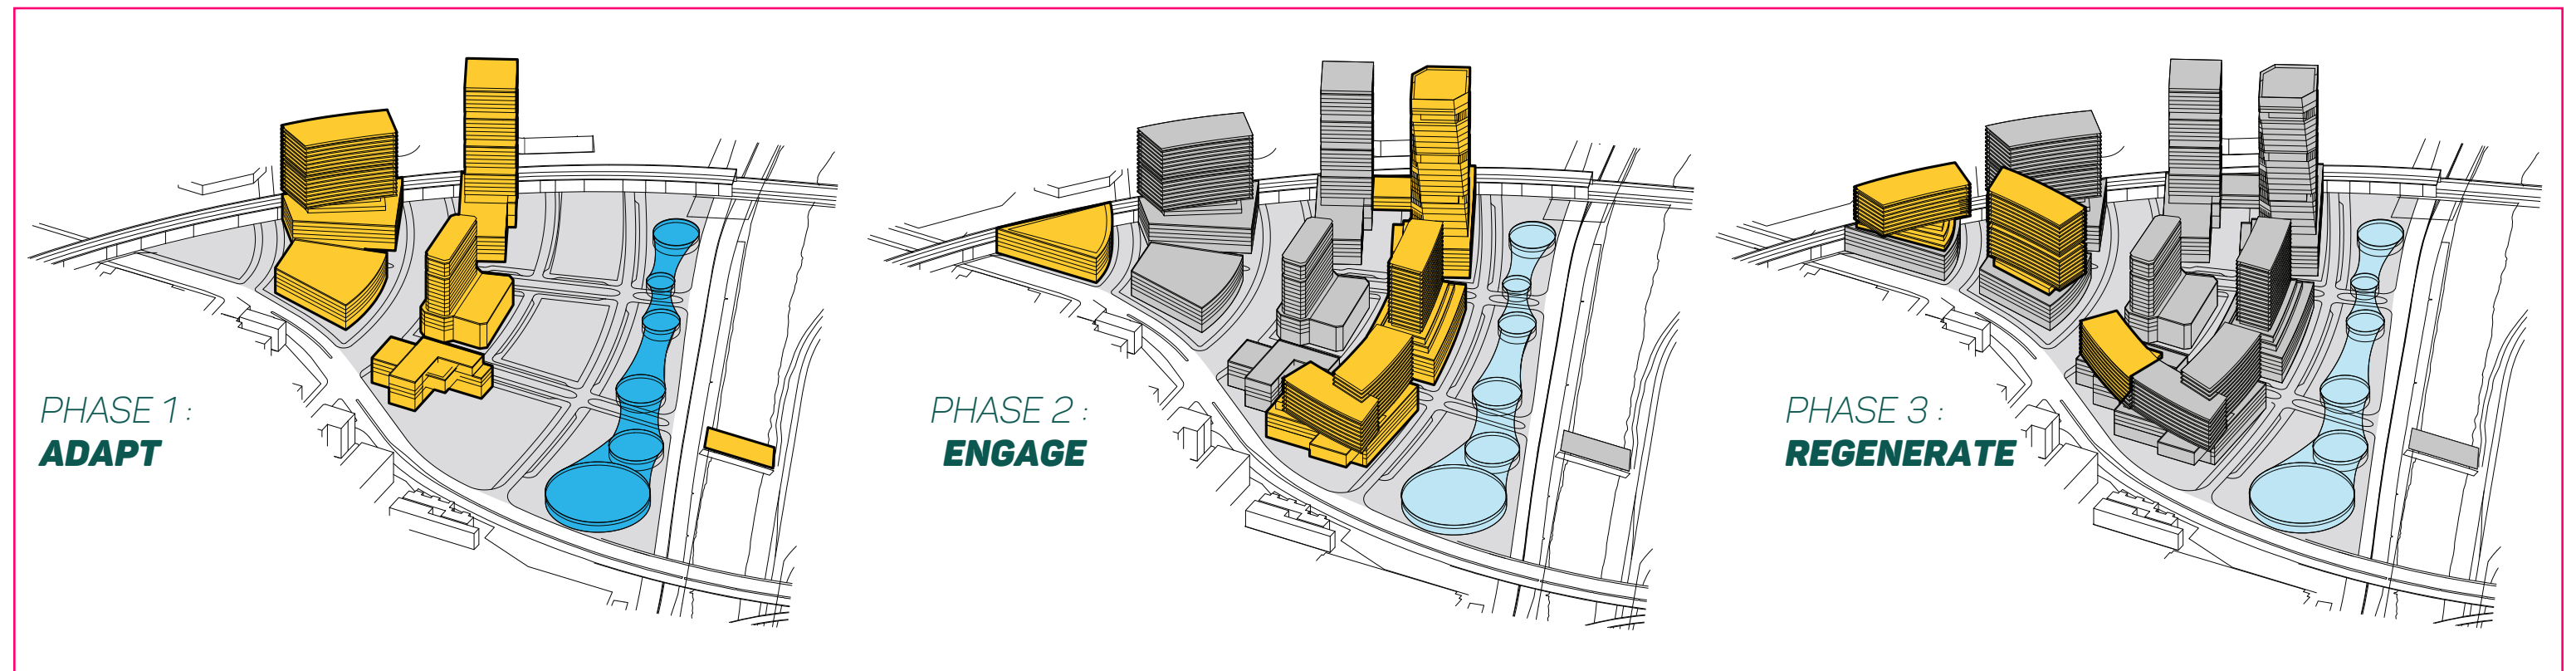 PHASE 1 :
ADAPT
PHASE 2 :
ENGAGE
PHASE 3 :
REGENERATE